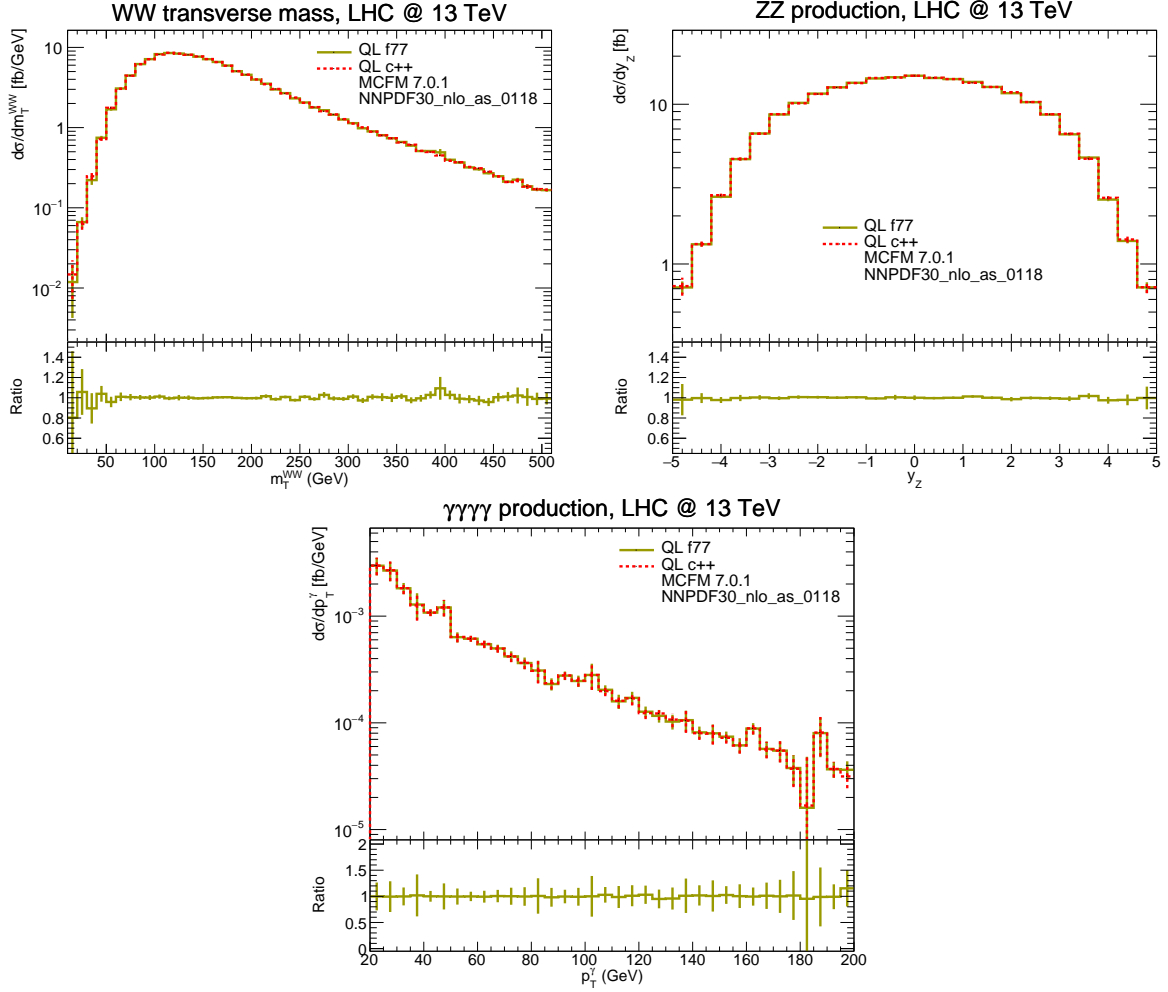 WW transverse mass, LHC @ 13 TeV
dσ/dm_T^WW [fb/GeV]
10
1
10⁻¹
10⁻²
QL f77
QL c++
MCFM 7.0.1
NNPDF30_nlo_as_0118
Ratio
1.4
1.2
1.0
0.8
0.6
50 100 150 200 250 300 350 400 450 500
m_T^WW (GeV)
ZZ production, LHC @ 13 TeV
dσ/dy_Z [fb]
10
1
QL f77
QL c++
MCFM 7.0.1
NNPDF30_nlo_as_0118
Ratio
1.4
1.2
1.0
0.8
0.6
−5 −4 −3 −2 −1 0 1 2 3 4 5
y_Z
γγγγ production, LHC @ 13 TeV
dσ/dp_T^γ [fb/GeV]
10⁻³
10⁻⁴
10⁻⁵
QL f77
QL c++
MCFM 7.0.1
NNPDF30_nlo_as_0118
Ratio
2
1.5
1
0.5
0
20 40 60 80 100 120 140 160 180 200
p_T^γ (GeV)